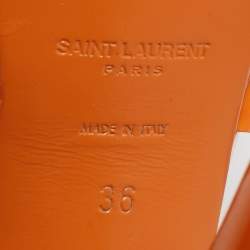 SAINT LAURENT
PARIS
MADE IN ITALY
36